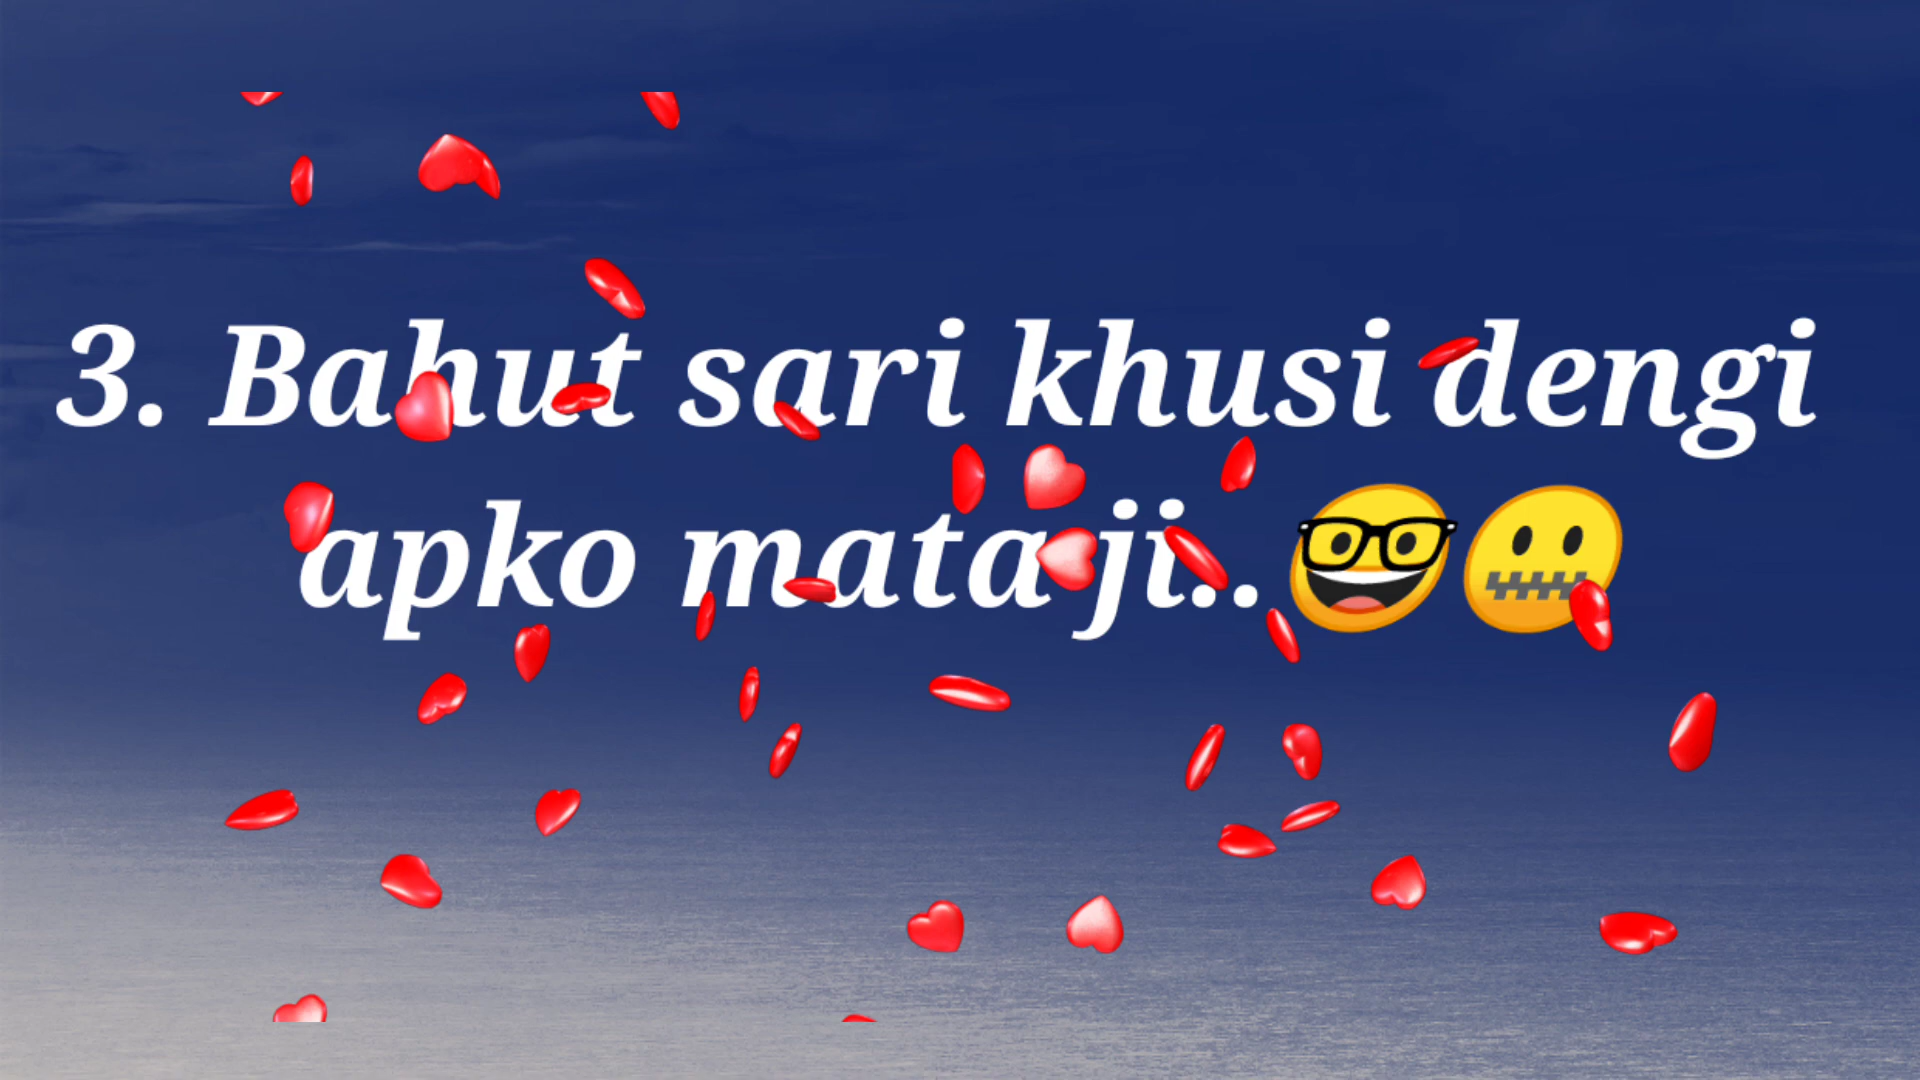 3. Bahut sari khusi dengi
apko mata ji..🤓🤐